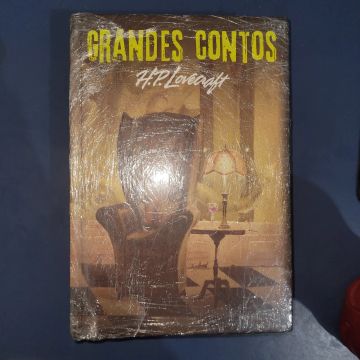 GRANDES CONTOS
H.P. Lovecraft